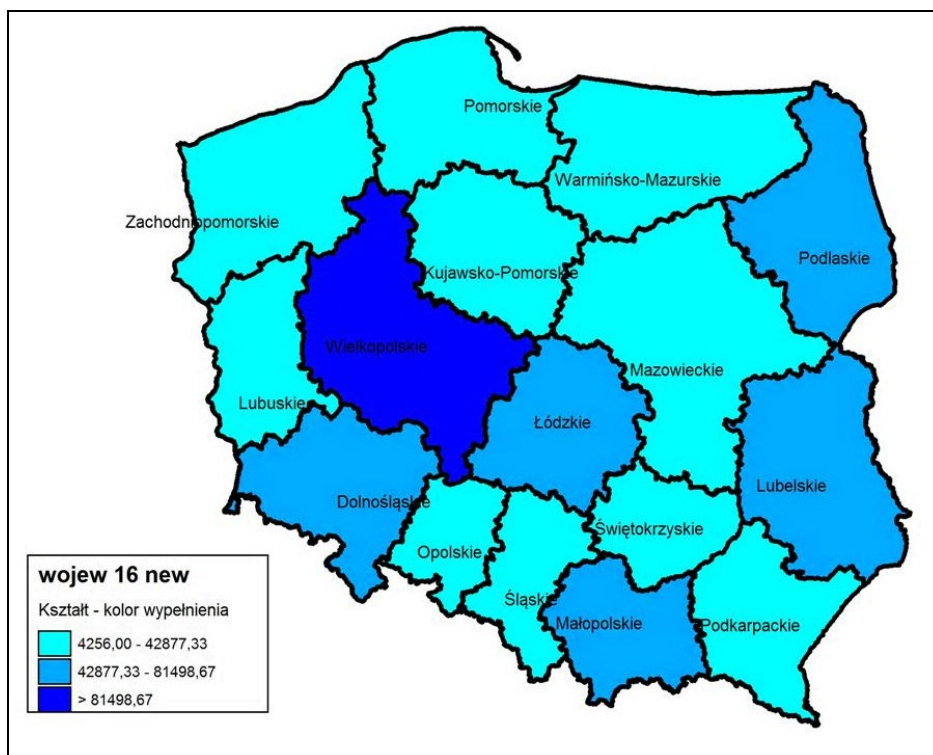 Pomorskie
Warmińsko-Mazurskie
Zachodniopomorskie
Podlaskie
Kujawsko-Pomorskie
Wielkopolskie
Mazowieckie
Lubuskie
Łódzkie
Lubelskie
Dolnośląskie
Świętokrzyskie
Opolskie
Śląskie
Małopolskie
Podkarpackie
wojew 16 new
Kształt - kolor wypełnienia
4256,00 - 42877,33
42877,33 - 81498,67
> 81498,67